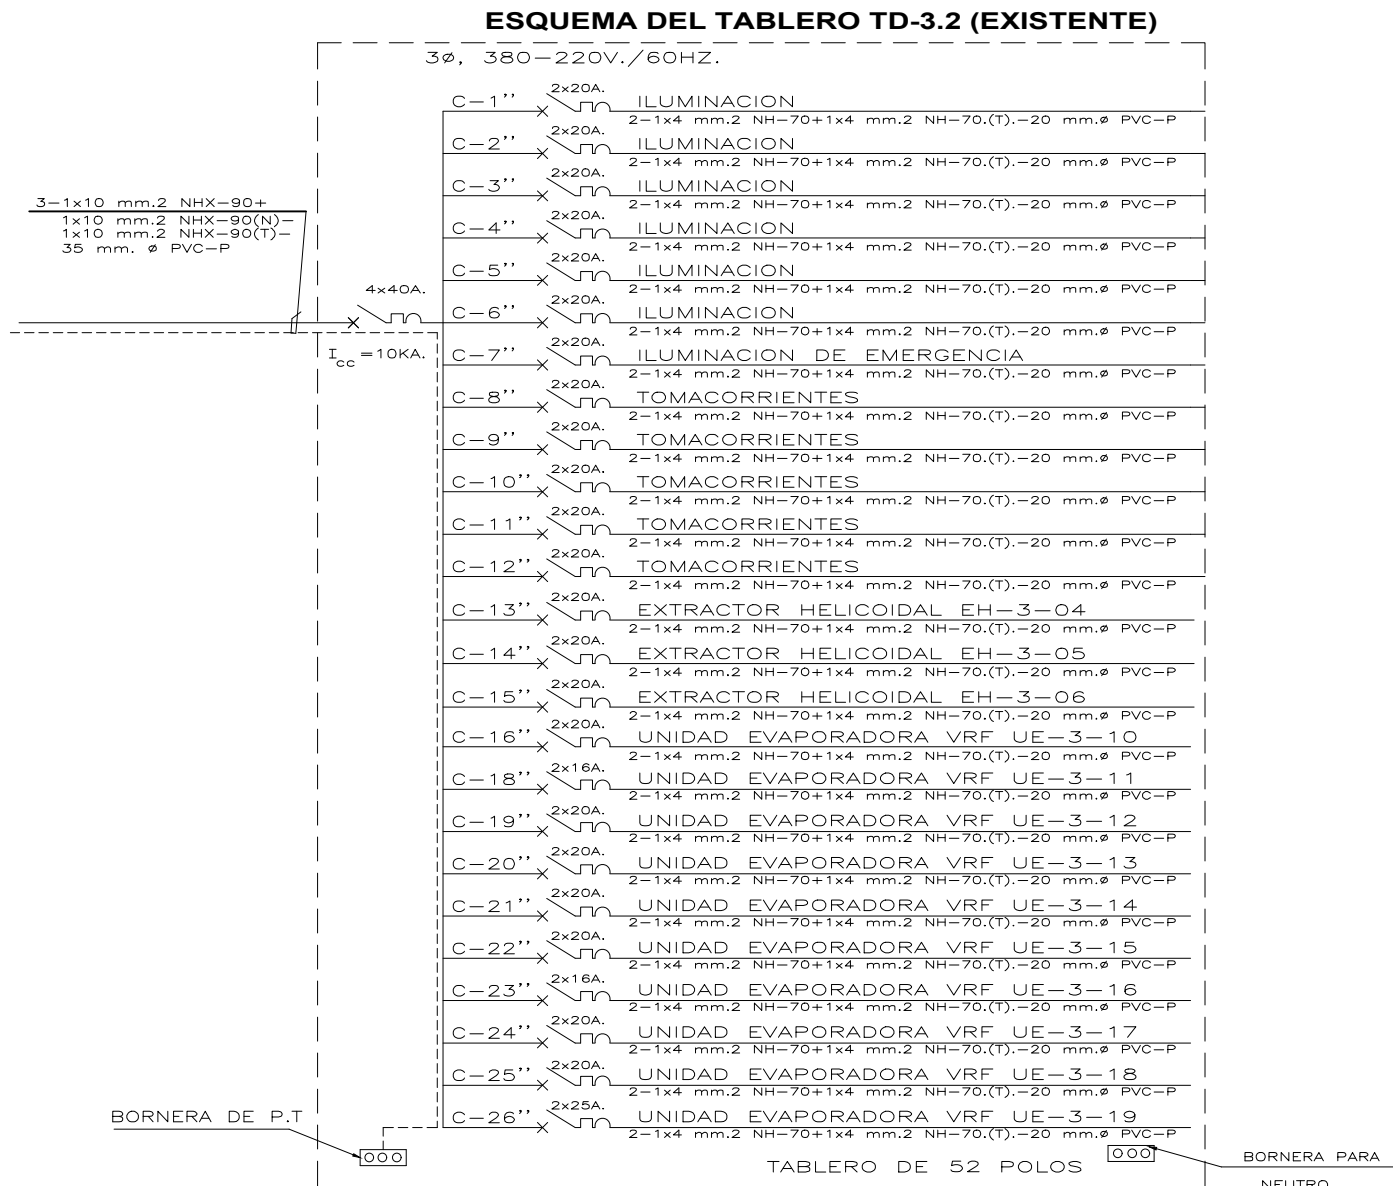 ESQUEMA DEL TABLERO TD-3.2 (EXISTENTE)
3ø, 380-220V./60HZ.
3-1x10 mm.2 NHX-90+
1x10 mm.2 NHX-90(N)-
1x10 mm.2 NHX-90(T)-
35 mm. ø PVC-P
4x40A.
Icc=10KA.
C-1'' 2x20A. ILUMINACION
2-1x4 mm.2 NH-70+1x4 mm.2 NH-70.(T).-20 mm.ø PVC-P
C-2'' 2x20A. ILUMINACION
2-1x4 mm.2 NH-70+1x4 mm.2 NH-70.(T).-20 mm.ø PVC-P
C-3'' 2x20A. ILUMINACION
2-1x4 mm.2 NH-70+1x4 mm.2 NH-70.(T).-20 mm.ø PVC-P
C-4'' 2x20A. ILUMINACION
2-1x4 mm.2 NH-70+1x4 mm.2 NH-70.(T).-20 mm.ø PVC-P
C-5'' 2x20A. ILUMINACION
2-1x4 mm.2 NH-70+1x4 mm.2 NH-70.(T).-20 mm.ø PVC-P
C-6'' 2x20A. ILUMINACION
2-1x4 mm.2 NH-70+1x4 mm.2 NH-70.(T).-20 mm.ø PVC-P
C-7'' 2x20A. ILUMINACION DE EMERGENCIA
2-1x4 mm.2 NH-70+1x4 mm.2 NH-70.(T).-20 mm.ø PVC-P
C-8'' 2x20A. TOMACORRIENTES
2-1x4 mm.2 NH-70+1x4 mm.2 NH-70.(T).-20 mm.ø PVC-P
C-9'' 2x20A. TOMACORRIENTES
2-1x4 mm.2 NH-70+1x4 mm.2 NH-70.(T).-20 mm.ø PVC-P
C-10'' 2x20A. TOMACORRIENTES
2-1x4 mm.2 NH-70+1x4 mm.2 NH-70.(T).-20 mm.ø PVC-P
C-11'' 2x20A. TOMACORRIENTES
2-1x4 mm.2 NH-70+1x4 mm.2 NH-70.(T).-20 mm.ø PVC-P
C-12'' 2x20A. TOMACORRIENTES
2-1x4 mm.2 NH-70+1x4 mm.2 NH-70.(T).-20 mm.ø PVC-P
C-13'' 2x20A. EXTRACTOR HELICOIDAL EH-3-04
2-1x4 mm.2 NH-70+1x4 mm.2 NH-70.(T).-20 mm.ø PVC-P
C-14'' 2x20A. EXTRACTOR HELICOIDAL EH-3-05
2-1x4 mm.2 NH-70+1x4 mm.2 NH-70.(T).-20 mm.ø PVC-P
C-15'' 2x20A. EXTRACTOR HELICOIDAL EH-3-06
2-1x4 mm.2 NH-70+1x4 mm.2 NH-70.(T).-20 mm.ø PVC-P
C-16'' 2x20A. UNIDAD EVAPORADORA VRF UE-3-10
2-1x4 mm.2 NH-70+1x4 mm.2 NH-70.(T).-20 mm.ø PVC-P
C-18'' 2x16A. UNIDAD EVAPORADORA VRF UE-3-11
2-1x4 mm.2 NH-70+1x4 mm.2 NH-70.(T).-20 mm.ø PVC-P
C-19'' 2x20A. UNIDAD EVAPORADORA VRF UE-3-12
2-1x4 mm.2 NH-70+1x4 mm.2 NH-70.(T).-20 mm.ø PVC-P
C-20'' 2x20A. UNIDAD EVAPORADORA VRF UE-3-13
2-1x4 mm.2 NH-70+1x4 mm.2 NH-70.(T).-20 mm.ø PVC-P
C-21'' 2x20A. UNIDAD EVAPORADORA VRF UE-3-14
2-1x4 mm.2 NH-70+1x4 mm.2 NH-70.(T).-20 mm.ø PVC-P
C-22'' 2x20A. UNIDAD EVAPORADORA VRF UE-3-15
2-1x4 mm.2 NH-70+1x4 mm.2 NH-70.(T).-20 mm.ø PVC-P
C-23'' 2x16A. UNIDAD EVAPORADORA VRF UE-3-16
2-1x4 mm.2 NH-70+1x4 mm.2 NH-70.(T).-20 mm.ø PVC-P
C-24'' 2x20A. UNIDAD EVAPORADORA VRF UE-3-17
2-1x4 mm.2 NH-70+1x4 mm.2 NH-70.(T).-20 mm.ø PVC-P
C-25'' 2x20A. UNIDAD EVAPORADORA VRF UE-3-18
2-1x4 mm.2 NH-70+1x4 mm.2 NH-70.(T).-20 mm.ø PVC-P
C-26'' 2x25A. UNIDAD EVAPORADORA VRF UE-3-19
2-1x4 mm.2 NH-70+1x4 mm.2 NH-70.(T).-20 mm.ø PVC-P
BORNERA DE P.T
TABLERO DE 52 POLOS
BORNERA PARA
NEUTRO